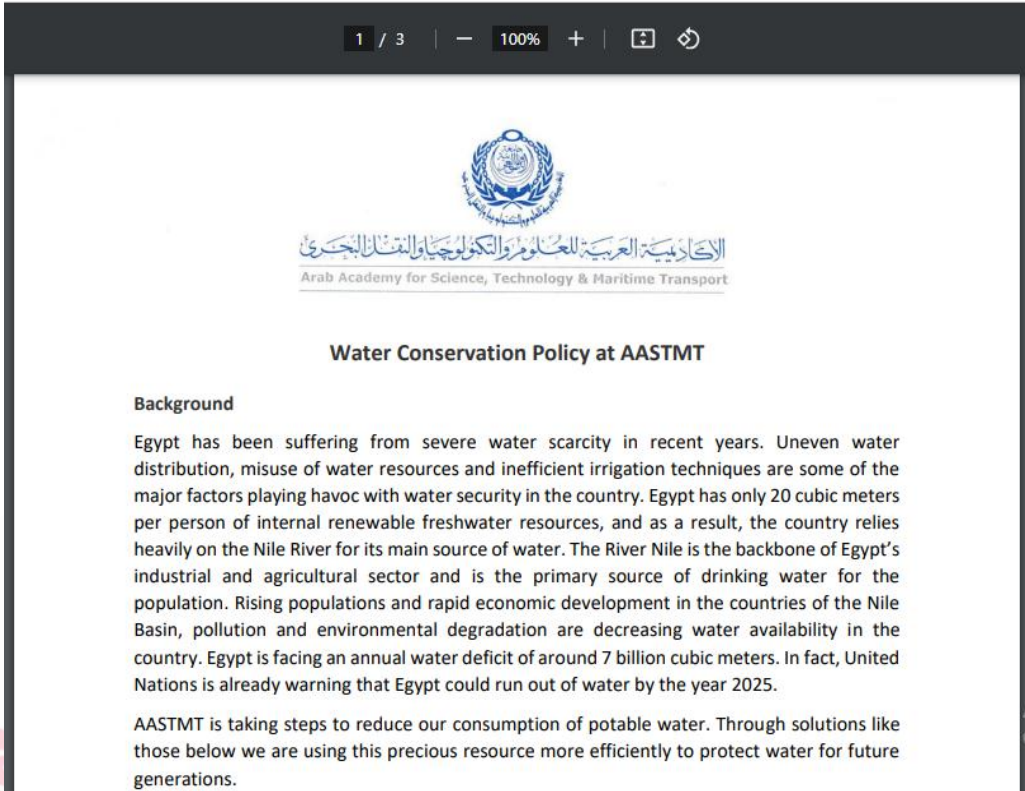 1 / 3
100%
الأكاديمية العربية للعلوم والتكنولوجيا والنقل البحري
Arab Academy for Science, Technology & Maritime Transport
Water Conservation Policy at AASTMT
Background
Egypt has been suffering from severe water scarcity in recent years. Uneven water
distribution, misuse of water resources and inefficient irrigation techniques are some of the
major factors playing havoc with water security in the country. Egypt has only 20 cubic meters
per person of internal renewable freshwater resources, and as a result, the country relies
heavily on the Nile River for its main source of water. The River Nile is the backbone of Egypt’s
industrial and agricultural sector and is the primary source of drinking water for the
population. Rising populations and rapid economic development in the countries of the Nile
Basin, pollution and environmental degradation are decreasing water availability in the
country. Egypt is facing an annual water deficit of around 7 billion cubic meters. In fact, United
Nations is already warning that Egypt could run out of water by the year 2025.
AASTMT is taking steps to reduce our consumption of potable water. Through solutions like
those below we are using this precious resource more efficiently to protect water for future
generations.